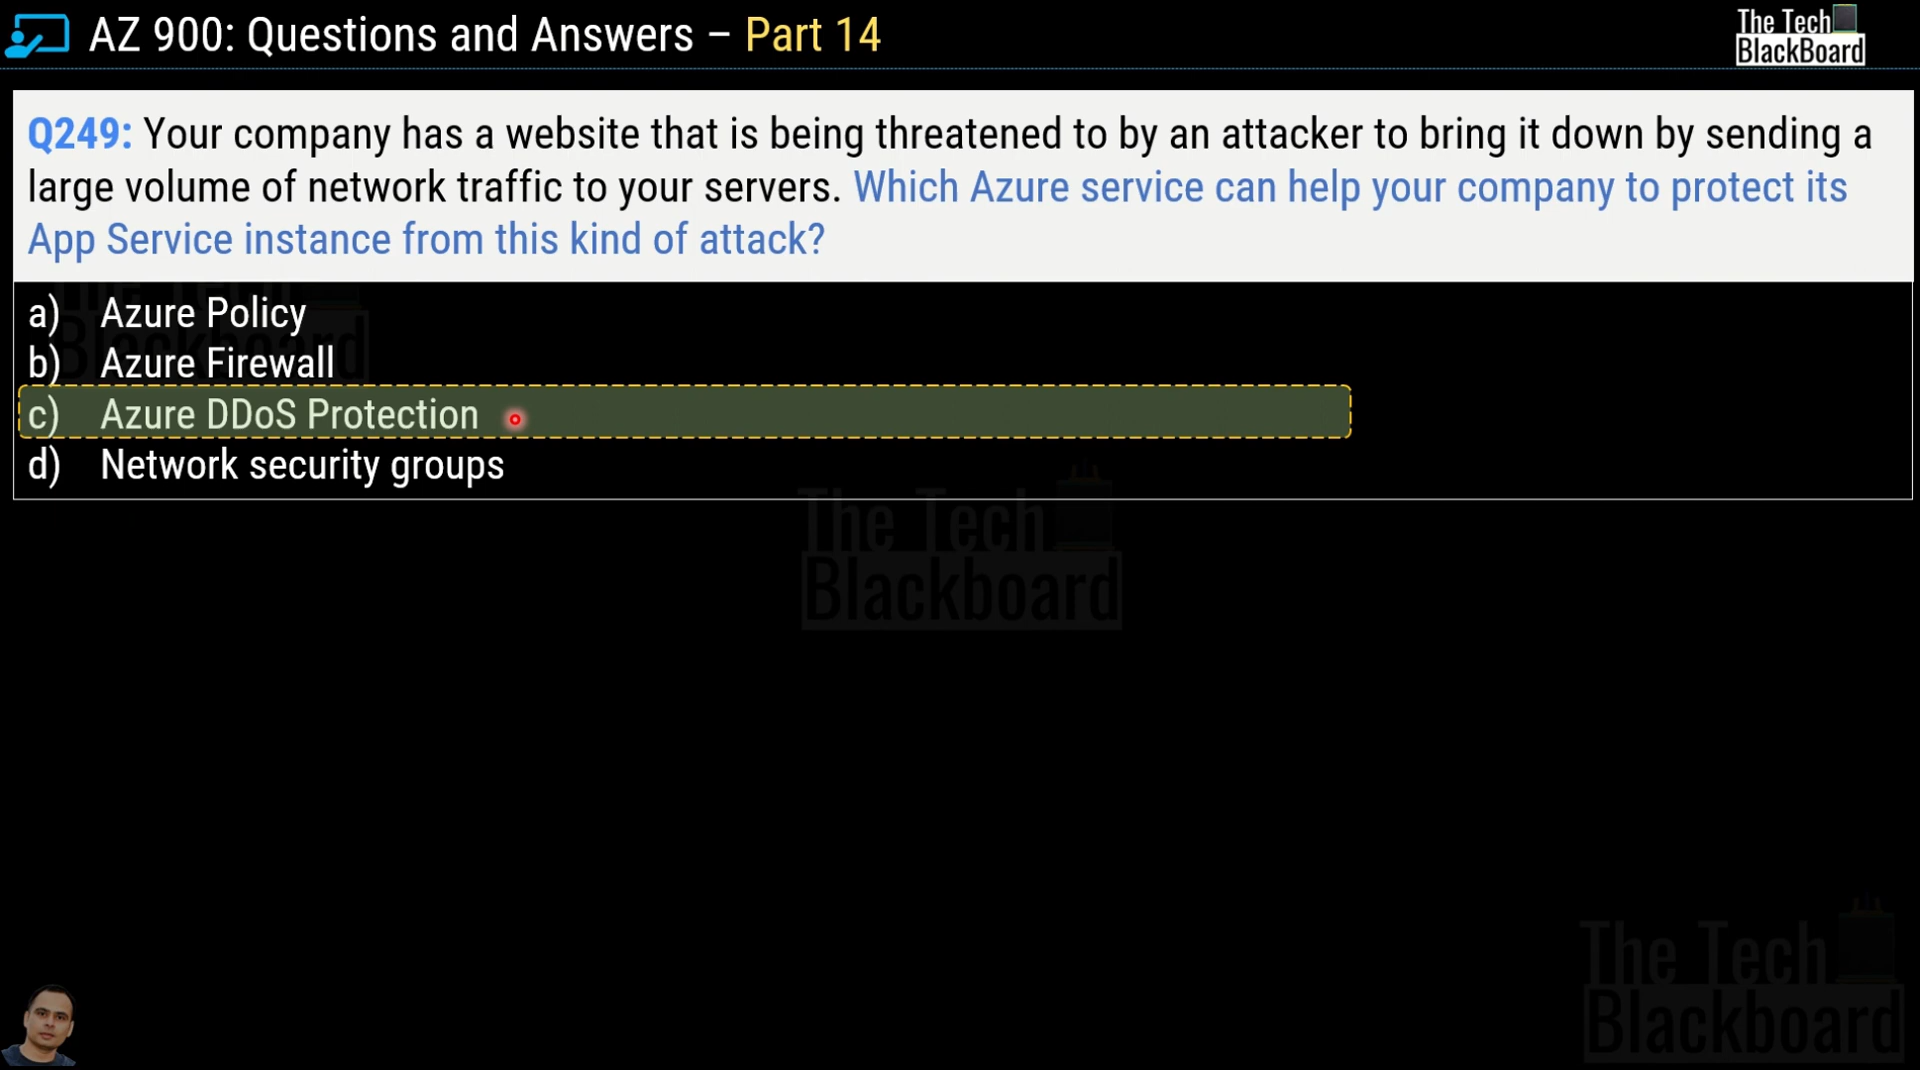 AZ 900: Questions and Answers – Part 14
The Tech
BlackBoard
Q249: Your company has a website that is being threatened to by an attacker to bring it down by sending a
large volume of network traffic to your servers. Which Azure service can help your company to protect its
App Service instance from this kind of attack?
a) Azure Policy
b) Azure Firewall
c) Azure DDoS Protection
d) Network security groups
The Tech
Blackboard
The Tech
Blackboard
The Tech
Blackboard